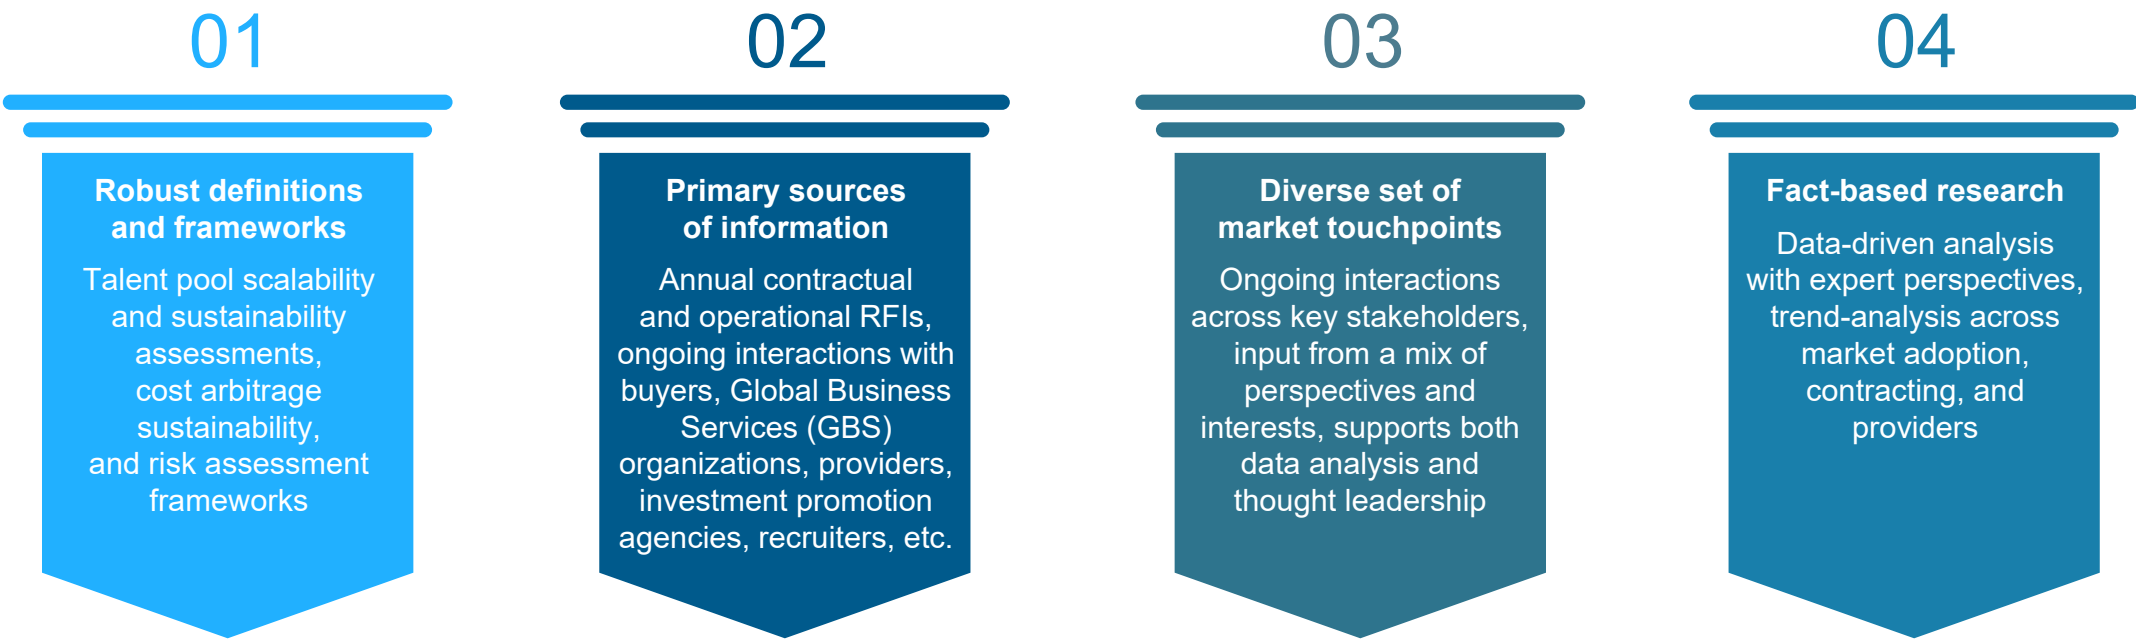 01
Robust definitions
and frameworks
Talent pool scalability
and sustainability
assessments,
cost arbitrage
sustainability,
and risk assessment
frameworks
02
Primary sources
of information
Annual contractual
and operational RFIs,
ongoing interactions with
buyers, Global Business
Services (GBS)
organizations, providers,
investment promotion
agencies, recruiters, etc.
03
Diverse set of
market touchpoints
Ongoing interactions
across key stakeholders,
input from a mix of
perspectives and
interests, supports both
data analysis and
thought leadership
04
Fact-based research
Data-driven analysis
with expert perspectives,
trend-analysis across
market adoption,
contracting, and
providers